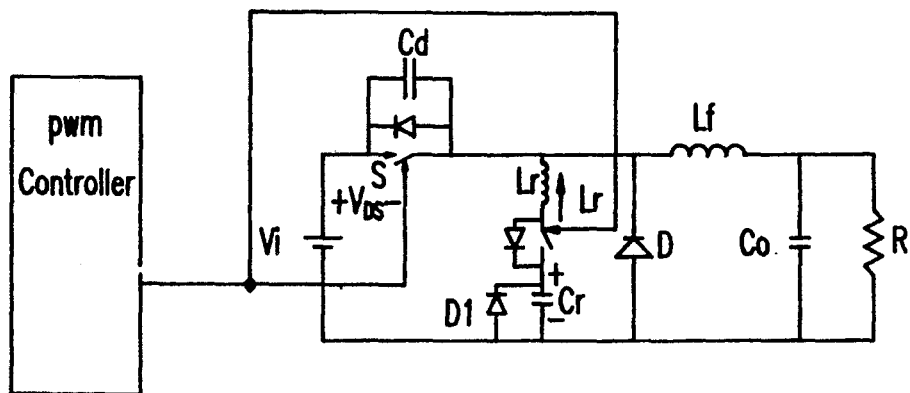 Cd
pwm
Controller
S
+VDS−
Vi
Lr
Lr
Lf
D
Co
R
D1
+
Cr
−